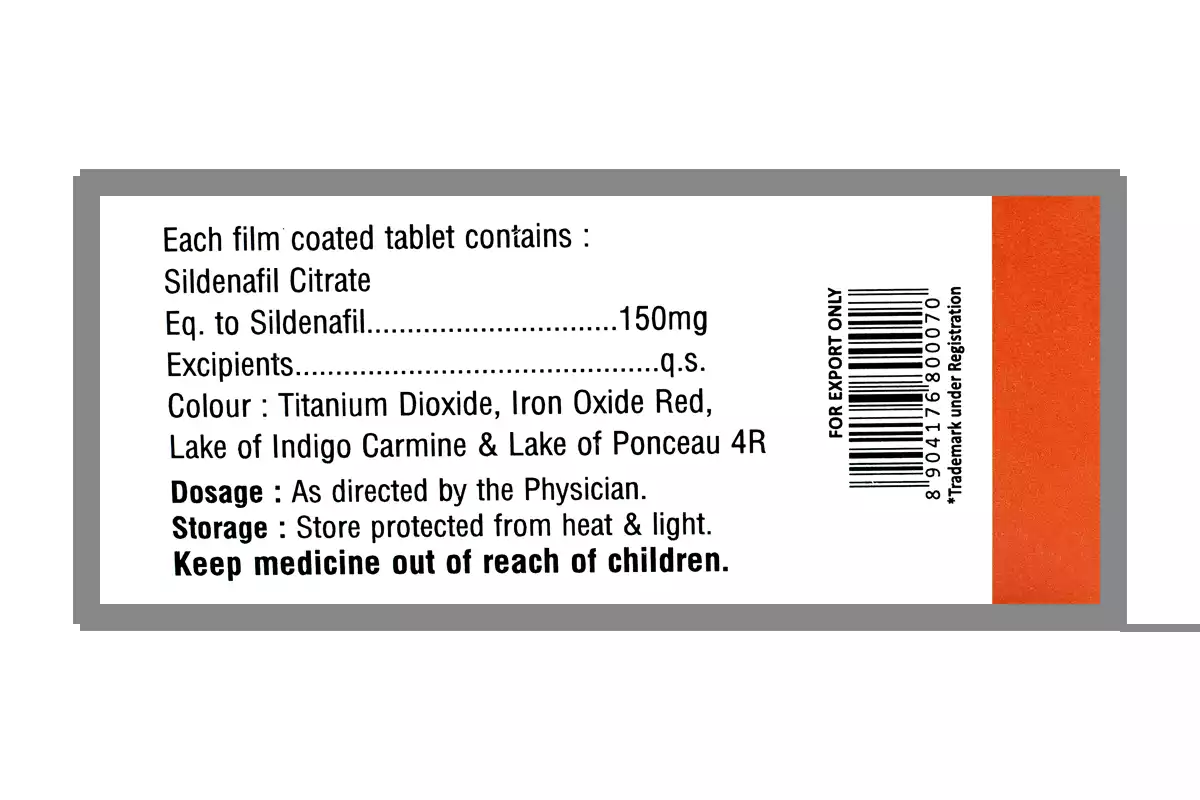 Each film coated tablet contains :
Sildenafil Citrate
Eq. to Sildenafil...............................150mg
Excipients.............................................q.s.
Colour : Titanium Dioxide, Iron Oxide Red,
Lake of Indigo Carmine & Lake of Ponceau 4R
Dosage : As directed by the Physician.
Storage : Store protected from heat & light.
Keep medicine out of reach of children.
FOR EXPORT ONLY
8 904176 800070
*Trademark under Registration